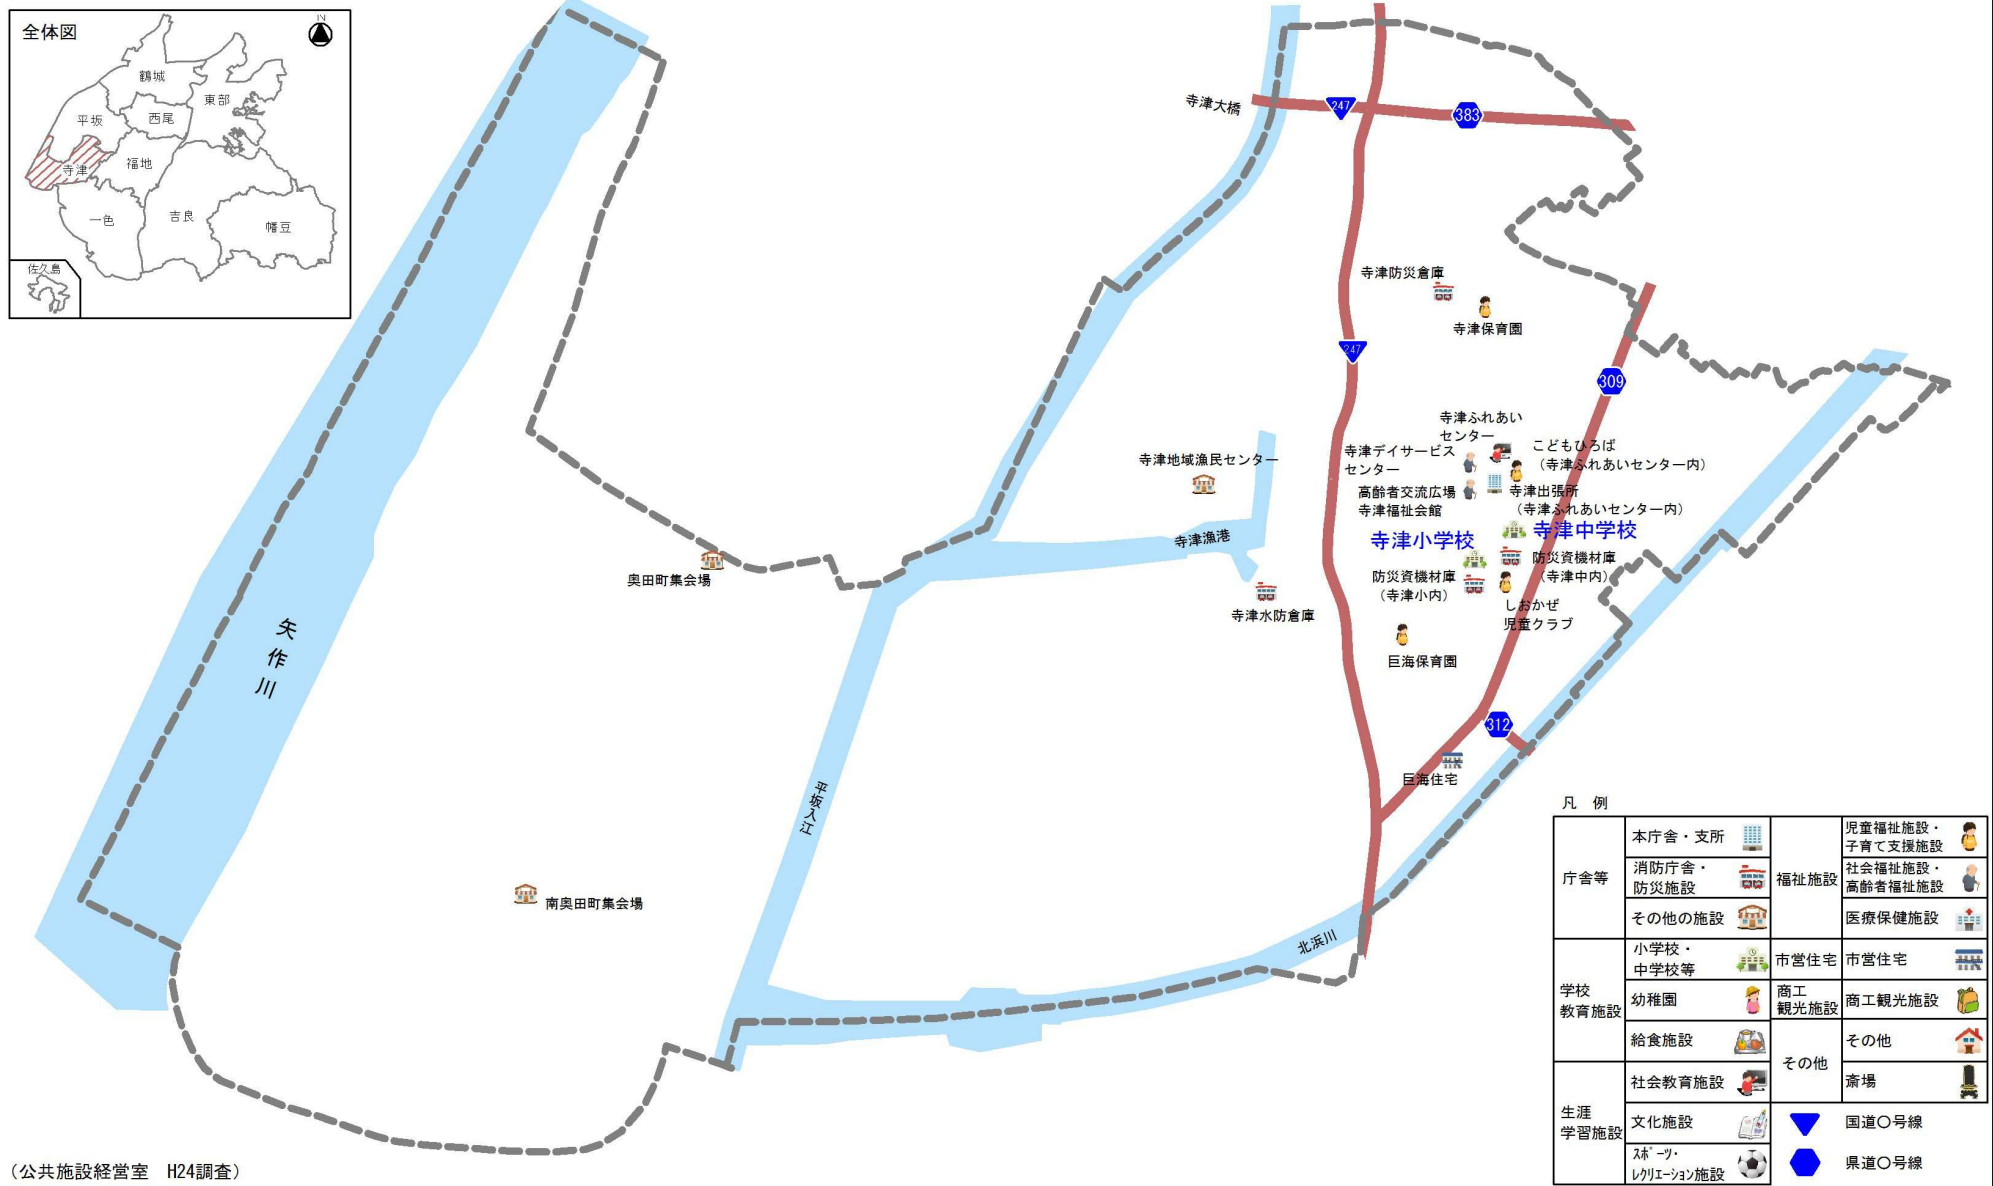 全体図
N
鶴城
東部
平坂
西尾
寺津
福地
一色
吉良
幡豆
佐久島
寺津大橋
247
383
寺津防災倉庫
寺津保育園
247
309
寺津ふれあい
センター
こどもひろば
（寺津ふれあいセンター内）
寺津デイサービス
センター
寺津地域漁民センター
高齢者交流広場
寺津福祉会館
寺津出張所
（寺津ふれあいセンター内）
寺津中学校
寺津小学校
寺津漁港
防災資機材庫
（寺津中内）
防災資機材庫
（寺津小内）
奥田町集会場
寺津水防倉庫
しおかぜ
児童クラブ
巨海保育園
矢作川
312
巨海住宅
平坂入江
南奥田町集会場
北浜川
凡　例
庁舎等
本庁舎・支所
消防庁舎・
防災施設
その他の施設
学校
教育施設
小学校・
中学校等
幼稚園
給食施設
生涯
学習施設
社会教育施設
文化施設
ｽﾎﾟｰﾂ・
ﾚｸﾘｴｰｼｮﾝ施設
福祉施設
児童福祉施設・
子育て支援施設
社会福祉施設・
高齢者福祉施設
医療保健施設
市営住宅
市営住宅
商工
観光施設
商工観光施設
その他
その他
斎場
国道〇号線
県道〇号線
（公共施設経営室　H24調査）